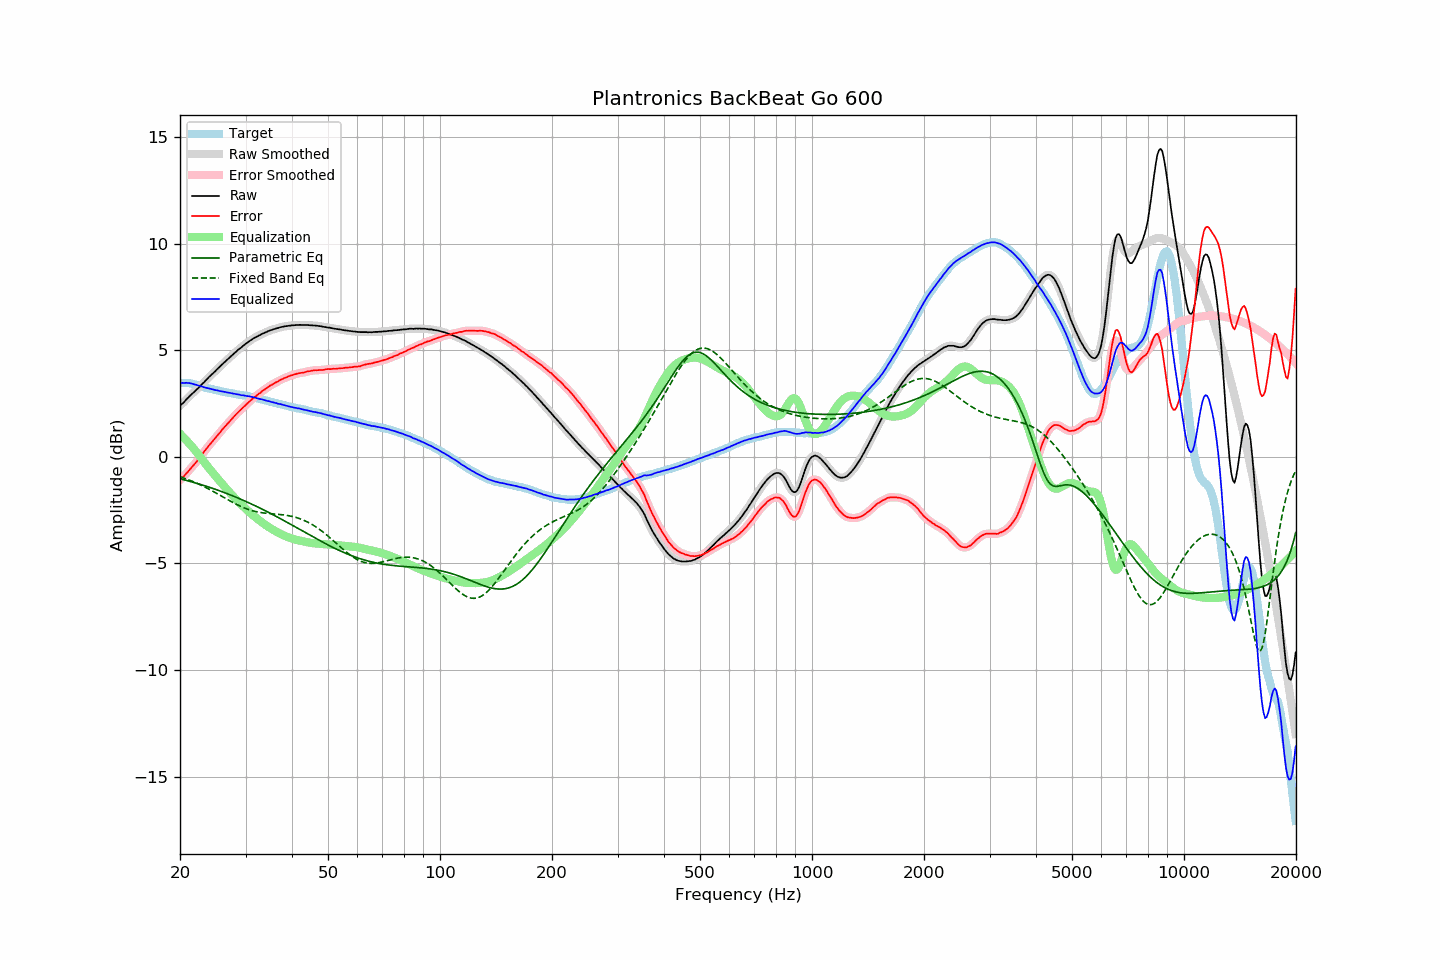 Plantronics BackBeat Go 600
Target
Raw Smoothed
Error Smoothed
Raw
Error
Equalization
Parametric Eq
Fixed Band Eq
Equalized
15
10
5
0
−5
−10
−15
Amplitude (dBr)
20
50
100
200
500
1000
2000
5000
10000
20000
Frequency (Hz)